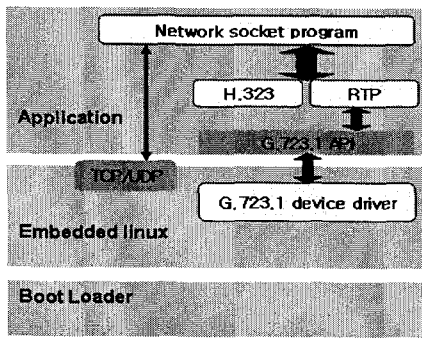 Network socket program
H.323
RTP
Application
G.723.1 API
TCP/UDP
G.723.1 device driver
Embedded linux
Boot Loader